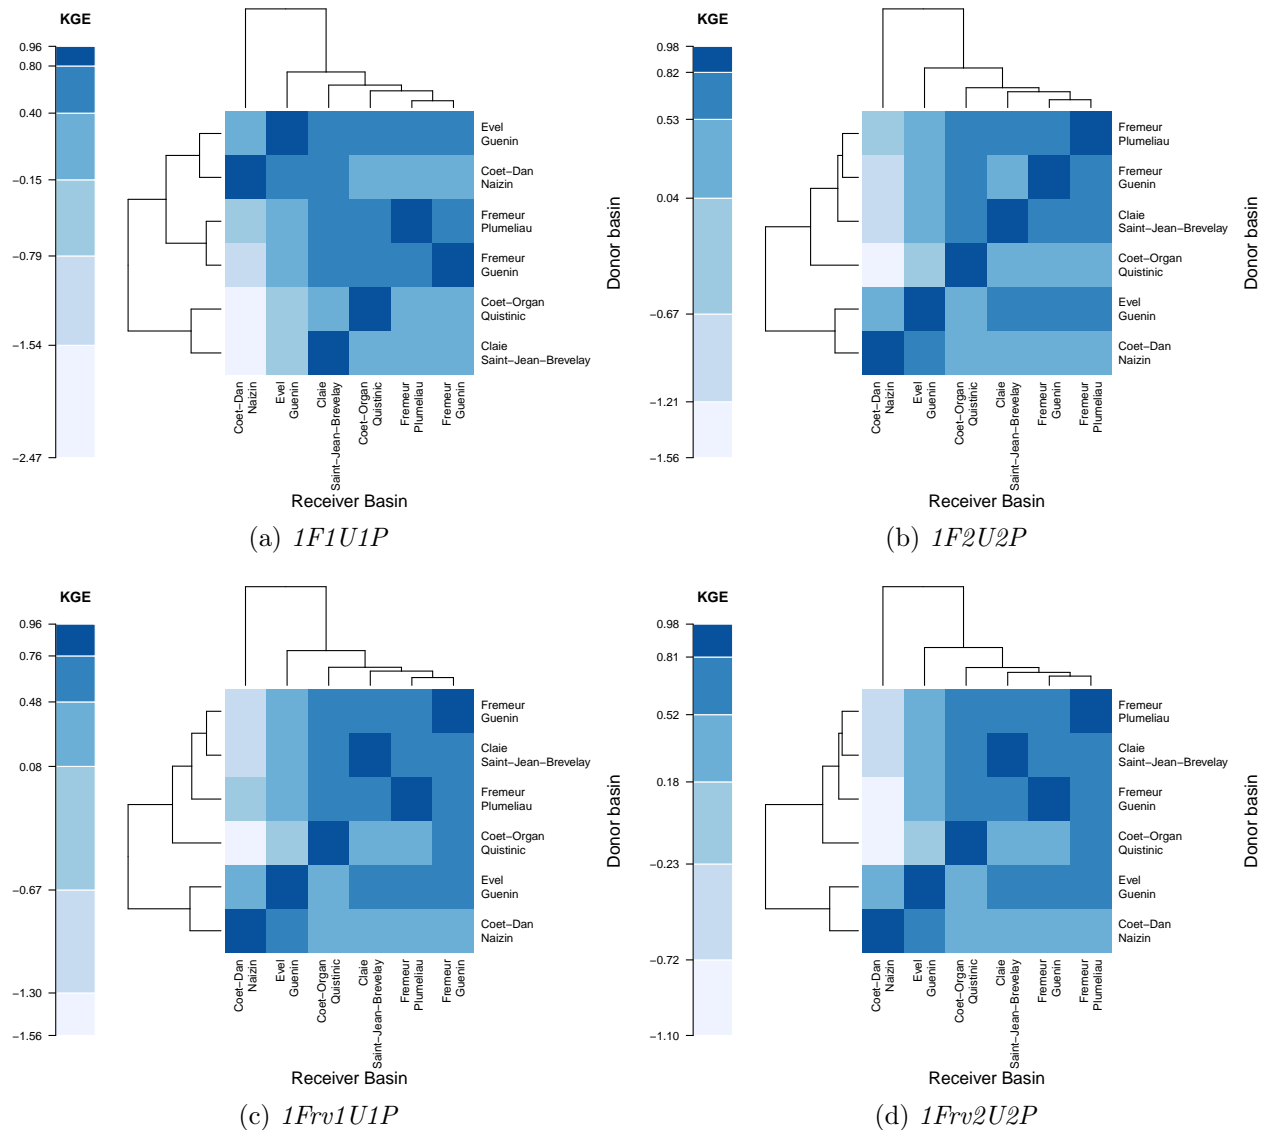 KGE
0.96
0.80
0.40
−0.15
−0.79
−1.54
−2.47
Evel
Guenin
Coet−Dan
Naizin
Fremeur
Plumeliau
Fremeur
Guenin
Coet−Organ
Quistinic
Claie
Saint−Jean−Brevelay
Donor basin
Coet−Dan
Naizin
Evel
Guenin
Claie
Saint−Jean−Brevelay
Coet−Organ
Quistinic
Fremeur
Plumeliau
Fremeur
Guenin
Receiver Basin
(a) 1F1U1P
KGE
0.98
0.82
0.53
0.04
−0.67
−1.21
−1.56
Fremeur
Plumeliau
Fremeur
Guenin
Claie
Saint−Jean−Brevelay
Coet−Organ
Quistinic
Evel
Guenin
Coet−Dan
Naizin
Donor basin
Coet−Dan
Naizin
Evel
Guenin
Coet−Organ
Quistinic
Claie
Saint−Jean−Brevelay
Fremeur
Guenin
Fremeur
Plumeliau
Receiver Basin
(b) 1F2U2P
KGE
0.96
0.76
0.48
0.08
−0.67
−1.30
−1.56
Fremeur
Guenin
Claie
Saint−Jean−Brevelay
Fremeur
Plumeliau
Coet−Organ
Quistinic
Evel
Guenin
Coet−Dan
Naizin
Donor basin
Coet−Dan
Naizin
Evel
Guenin
Coet−Organ
Quistinic
Claie
Saint−Jean−Brevelay
Fremeur
Plumeliau
Fremeur
Guenin
Receiver Basin
(c) 1Frv1U1P
KGE
0.98
0.81
0.52
0.18
−0.23
−0.72
−1.10
Fremeur
Plumeliau
Claie
Saint−Jean−Brevelay
Fremeur
Guenin
Coet−Organ
Quistinic
Evel
Guenin
Coet−Dan
Naizin
Donor basin
Coet−Dan
Naizin
Evel
Guenin
Coet−Organ
Quistinic
Claie
Saint−Jean−Brevelay
Fremeur
Guenin
Fremeur
Plumeliau
Receiver Basin
(d) 1Frv2U2P